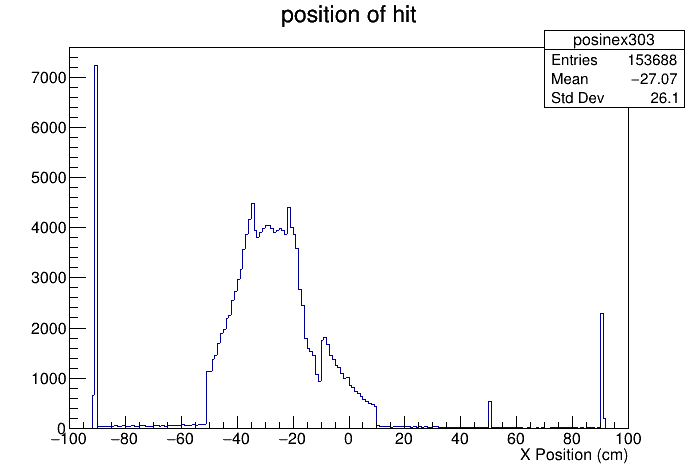 position of hit
posinex303
Entries 153688
Mean −27.07
Std Dev 26.1
7000
6000
5000
4000
3000
2000
1000
0
−100 −80 −60 −40 −20 0 20 40 60 80 100
X Position (cm)